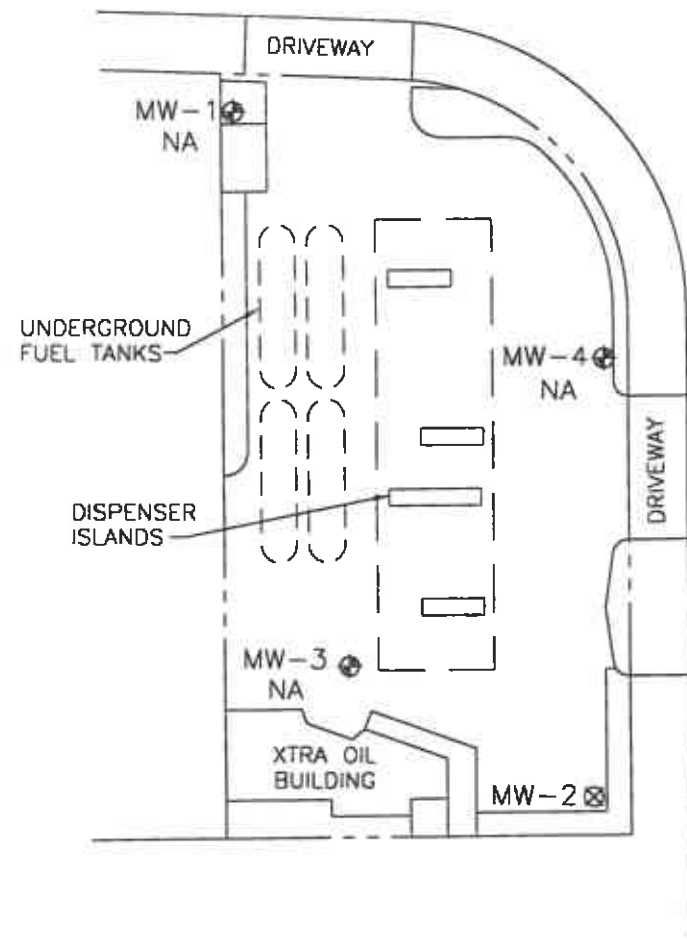 DRIVEWAY
MW-1
NA
UNDERGROUND
FUEL TANKS
MW-4
NA
DRIVEWAY
DISPENSER
ISLANDS
MW-3
NA
XTRA OIL
BUILDING
MW-2